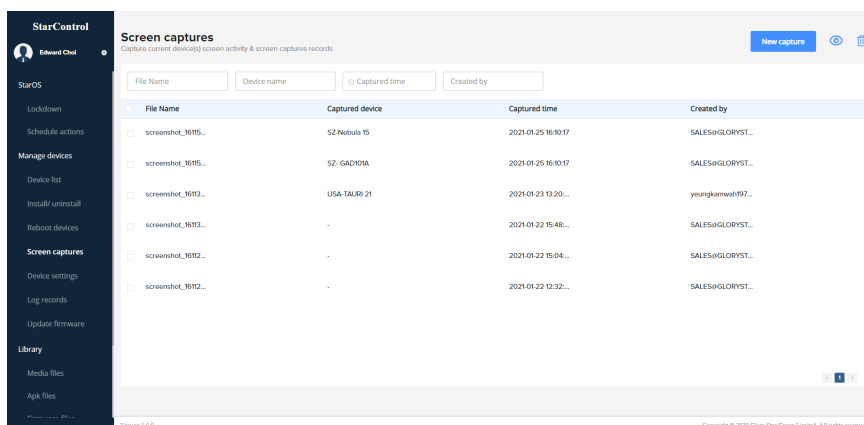 StarControl
Edward Choi
StarOS
Lockdown
Schedule actions
Manage devices
Device list
Install/ uninstall
Reboot devices
Screen captures
Device settings
Log records
Update firmware
Library
Media files
Apk files
Screen captures
Capture current device(s) screen activity & screen captures records
New capture
File Name Device name Captured time Created by
File Name Captured device Captured time Created by
screenshot_16115... SZ-Nebula 15 2021-01-25 16:10:17 SALES@GLORYST...
screenshot_16115... SZ- GAD101A 2021-01-25 16:10:17 SALES@GLORYST...
screenshot_16113... USA-TAURI 21 2021-01-23 13:20:... yeungkamwah197...
screenshot_16113... - 2021-01-22 15:48:... SALES@GLORYST...
screenshot_16112... - 2021-01-22 15:04:... SALES@GLORYST...
screenshot_16112... - 2021-01-22 12:32:... SALES@GLORYST...
< 1 >